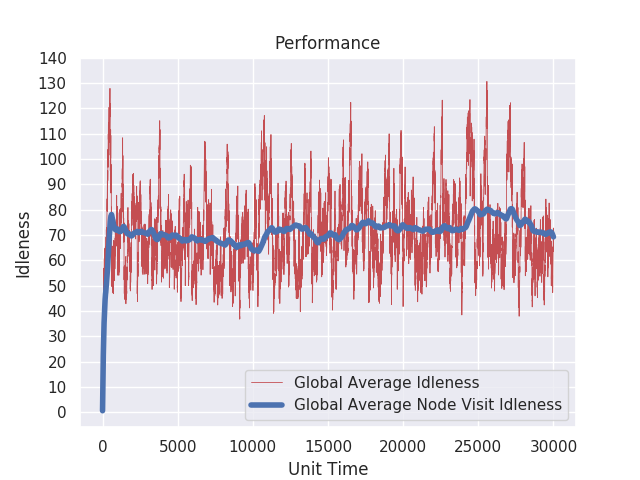 Performance
Idleness
140
130
120
110
100
90
80
70
60
50
40
30
20
10
0
Global Average Idleness
Global Average Node Visit Idleness
0 5000 10000 15000 20000 25000 30000
Unit Time